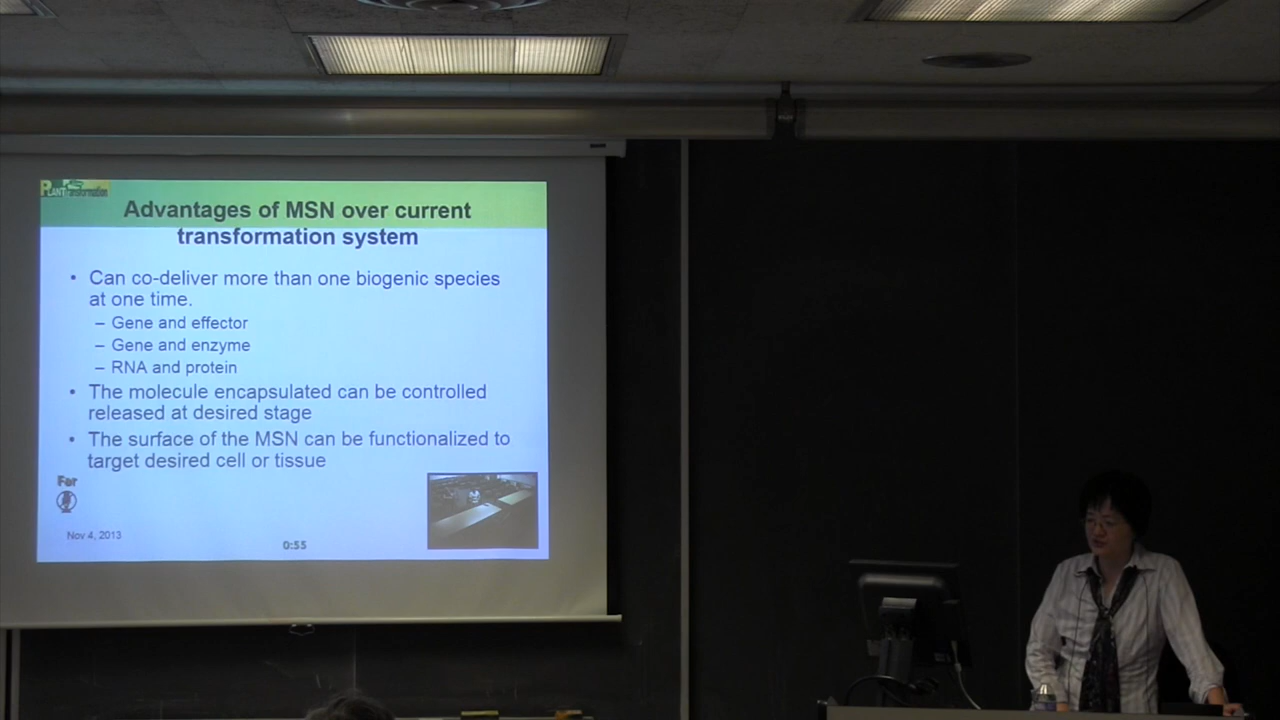 PLANTtransformation
Advantages of MSN over current
transformation system
• Can co-deliver more than one biogenic species
at one time.
– Gene and effector
– Gene and enzyme
– RNA and protein
• The molecule encapsulated can be controlled
released at desired stage
• The surface of the MSN can be functionalized to
target desired cell or tissue
Far
Nov 4, 2013
0:55